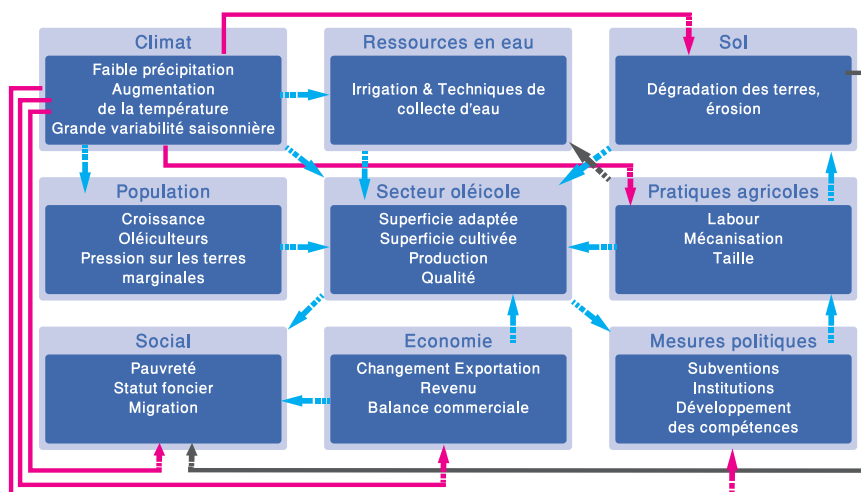 Climat
Faible précipitation
Augmentation
de la température
Grande variabilité saisonnière
Ressources en eau
Irrigation & Techniques de
collecte d'eau
Sol
Dégradation des terres,
érosion
Population
Croissance
Oléiculteurs
Pression sur les terres
marginales
Secteur oléicole
Superficie adaptée
Superficie cultivée
Production
Qualité
Pratiques agricoles
Labour
Mécanisation
Taille
Social
Pauvreté
Statut foncier
Migration
Economie
Changement Exportation
Revenu
Balance commerciale
Mesures politiques
Subventions
Institutions
Développement
des compétences